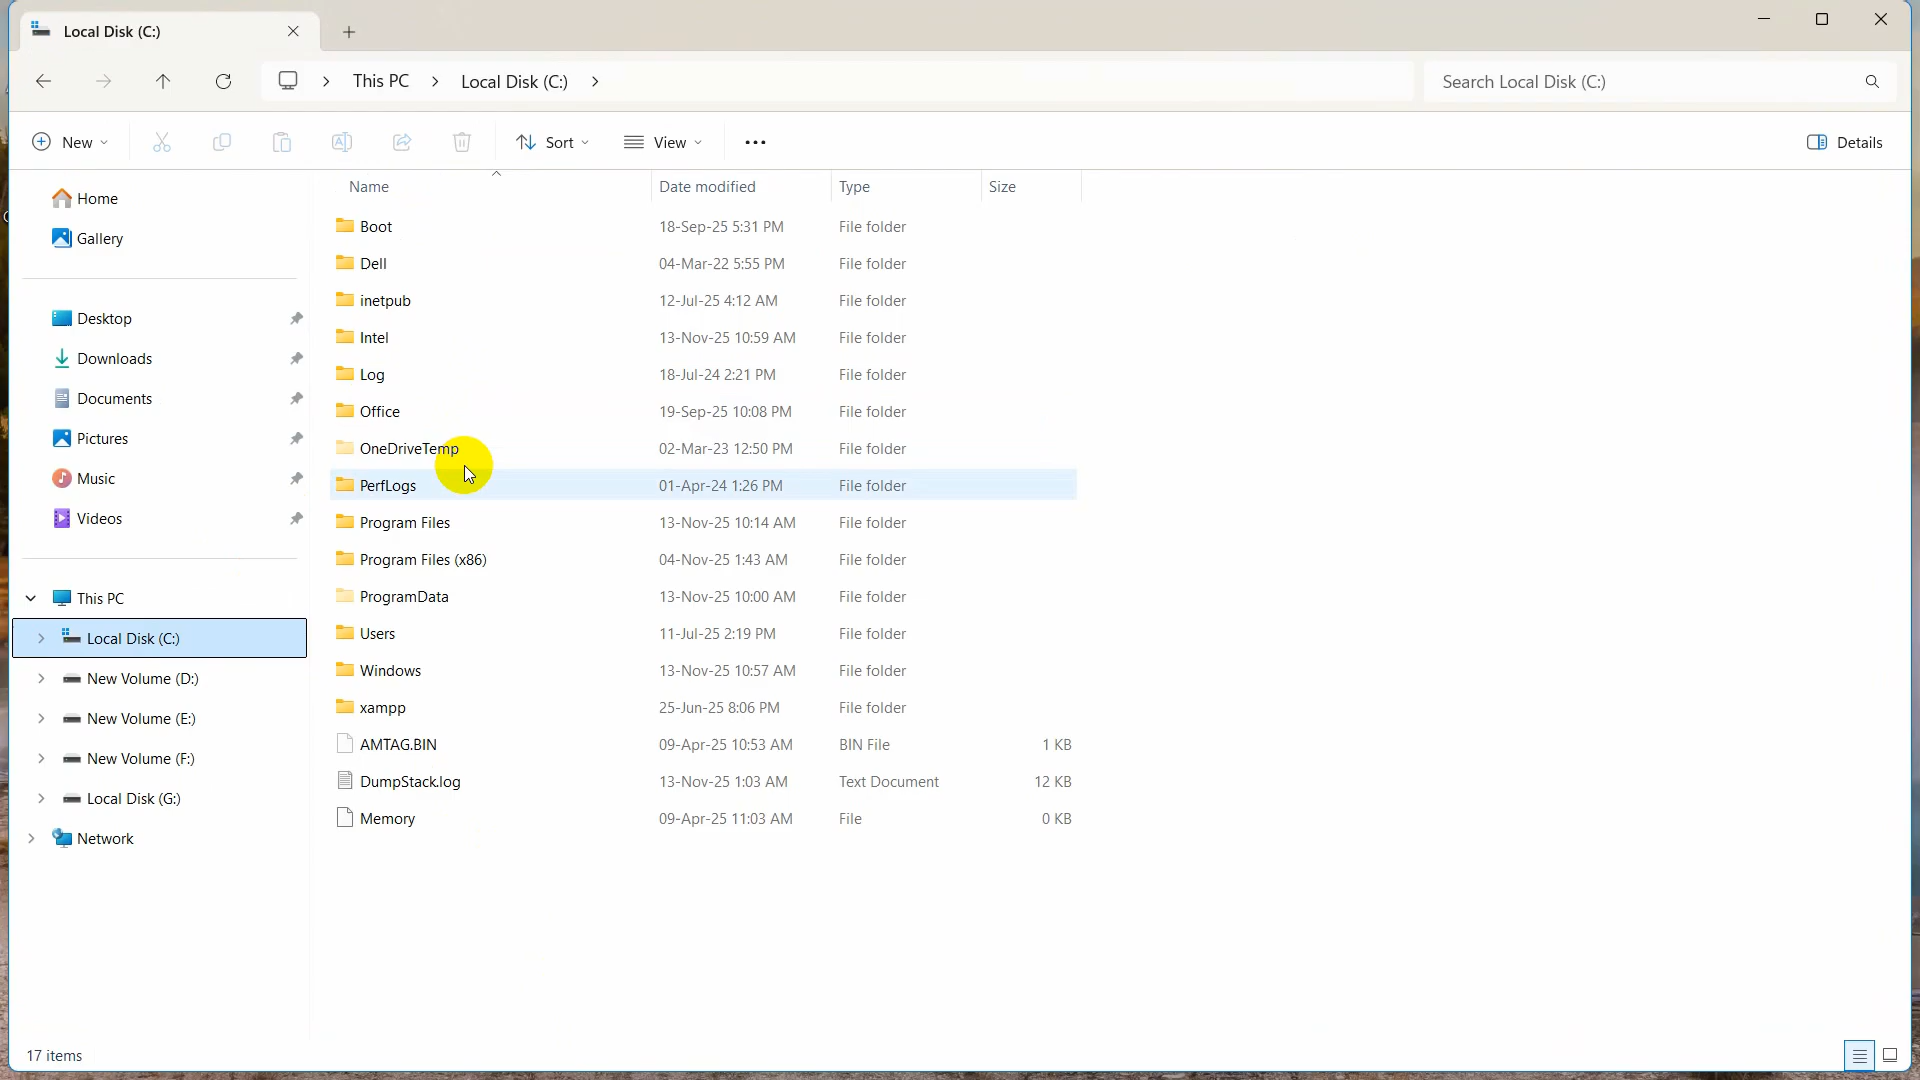 Local Disk (C:)
This PC > Local Disk (C:) >
Search Local Disk (C:)
New
Sort
View
Details
Home
Gallery
Desktop
Downloads
Documents
Pictures
Music
Videos
This PC
Local Disk (C:)
New Volume (D:)
New Volume (E:)
New Volume (F:)
Local Disk (G:)
Network
Name Date modified Type Size
Boot 18-Sep-25 5:31 PM File folder
Dell 04-Mar-22 5:55 PM File folder
inetpub 12-Jul-25 4:12 AM File folder
Intel 13-Nov-25 10:59 AM File folder
Log 18-Jul-24 2:21 PM File folder
Office 19-Sep-25 10:08 PM File folder
OneDriveTemp 02-Mar-23 12:50 PM File folder
PerfLogs 01-Apr-24 1:26 PM File folder
Program Files 13-Nov-25 10:14 AM File folder
Program Files (x86) 04-Nov-25 1:43 AM File folder
ProgramData 13-Nov-25 10:00 AM File folder
Users 11-Jul-25 2:19 PM File folder
Windows 13-Nov-25 10:57 AM File folder
xampp 25-Jun-25 8:06 PM File folder
AMTAG.BIN 09-Apr-25 10:53 AM BIN File 1 KB
DumpStack.log 13-Nov-25 1:03 AM Text Document 12 KB
Memory 09-Apr-25 11:03 AM File 0 KB
17 items